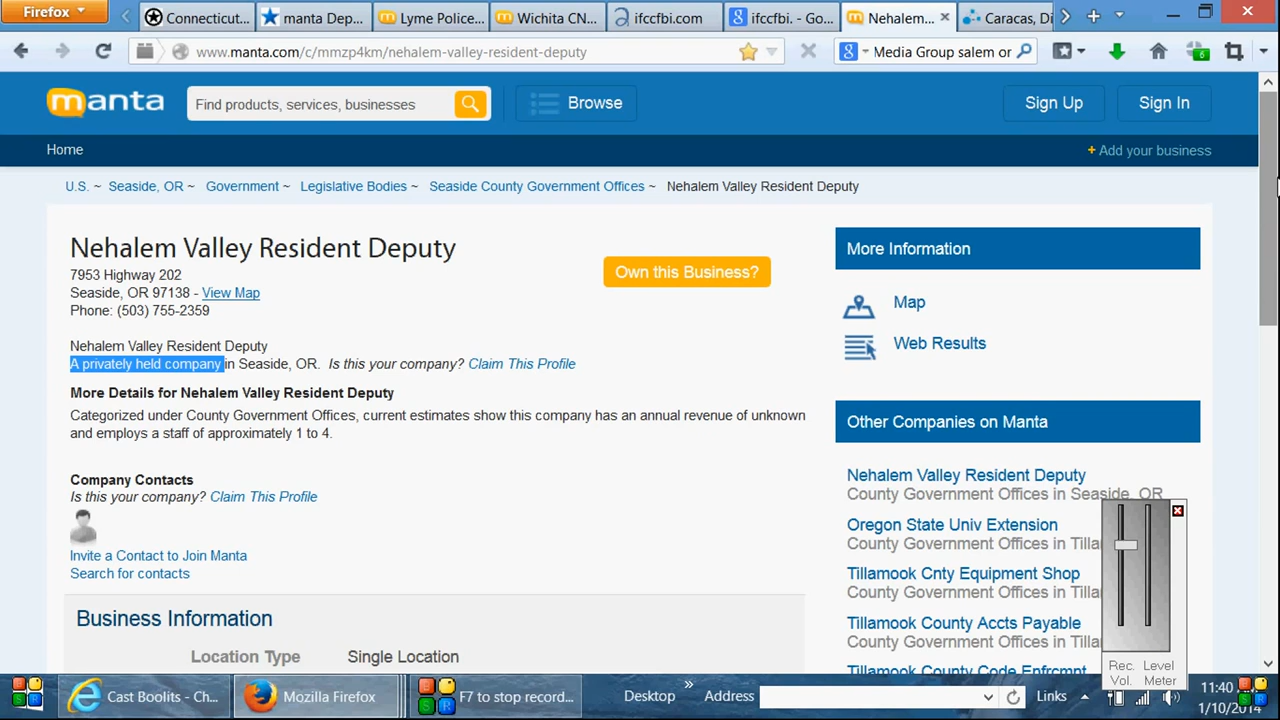 Firefox
Connecticut...
manta Dep...
Lyme Police...
Wichita CN...
ifccfbi.com
ifccfbi. - Go...
Nehalem...
Caracas, Di
www.manta.com/c/mmzp4km/nehalem-valley-resident-deputy
Media Group salem or
6
manta
Find products, services, businesses
Browse
Sign Up
Sign In
Home
+ Add your business
U.S. ~ Seaside, OR ~ Government ~ Legislative Bodies ~ Seaside County Government Offices ~ Nehalem Valley Resident Deputy
Nehalem Valley Resident Deputy
7953 Highway 202
Seaside, OR 97138 - View Map
Phone: (503) 755-2359
Own this Business?
Nehalem Valley Resident Deputy
A privately held company in Seaside, OR. Is this your company? Claim This Profile
More Details for Nehalem Valley Resident Deputy
Categorized under County Government Offices, current estimates show this company has an annual revenue of unknown
and employs a staff of approximately 1 to 4.
Company Contacts
Is this your company? Claim This Profile
Invite a Contact to Join Manta
Search for contacts
Business Information
Location Type Single Location
More Information
Map
Web Results
Other Companies on Manta
Nehalem Valley Resident Deputy
County Government Offices in Seaside, OR
Oregon State Univ Extension
County Government Offices in Tilla
Tillamook Cnty Equipment Shop
County Government Offices in Tilla
Tillamook County Accts Payable
County Government Offices in Tilla
Tillamook County Code Enfrcmnt
Rec. Level
Vol. Meter
Cast Boolits - Ch...
Mozilla Firefox
F7 to stop record...
Desktop
Address
Links
11:40
1/10/2014